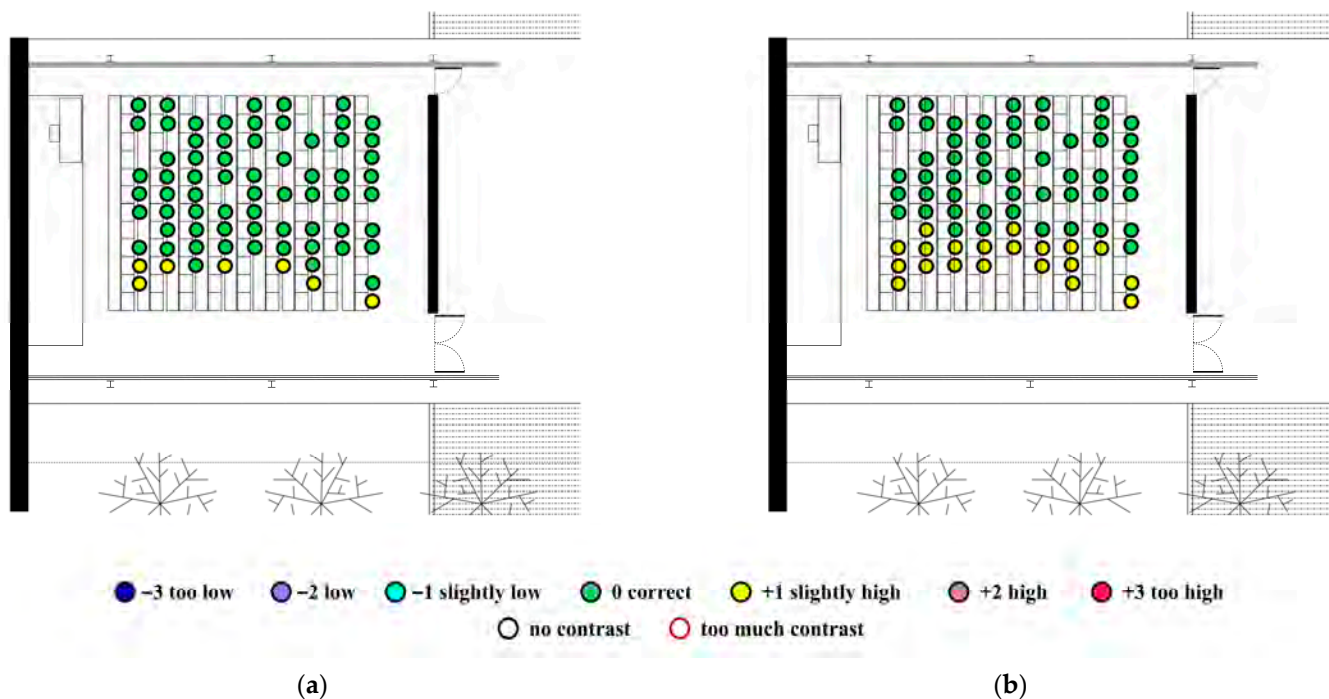 −3 too low −2 low −1 slightly low 0 correct +1 slightly high +2 high +3 too high
no contrast too much contrast
(a) (b)